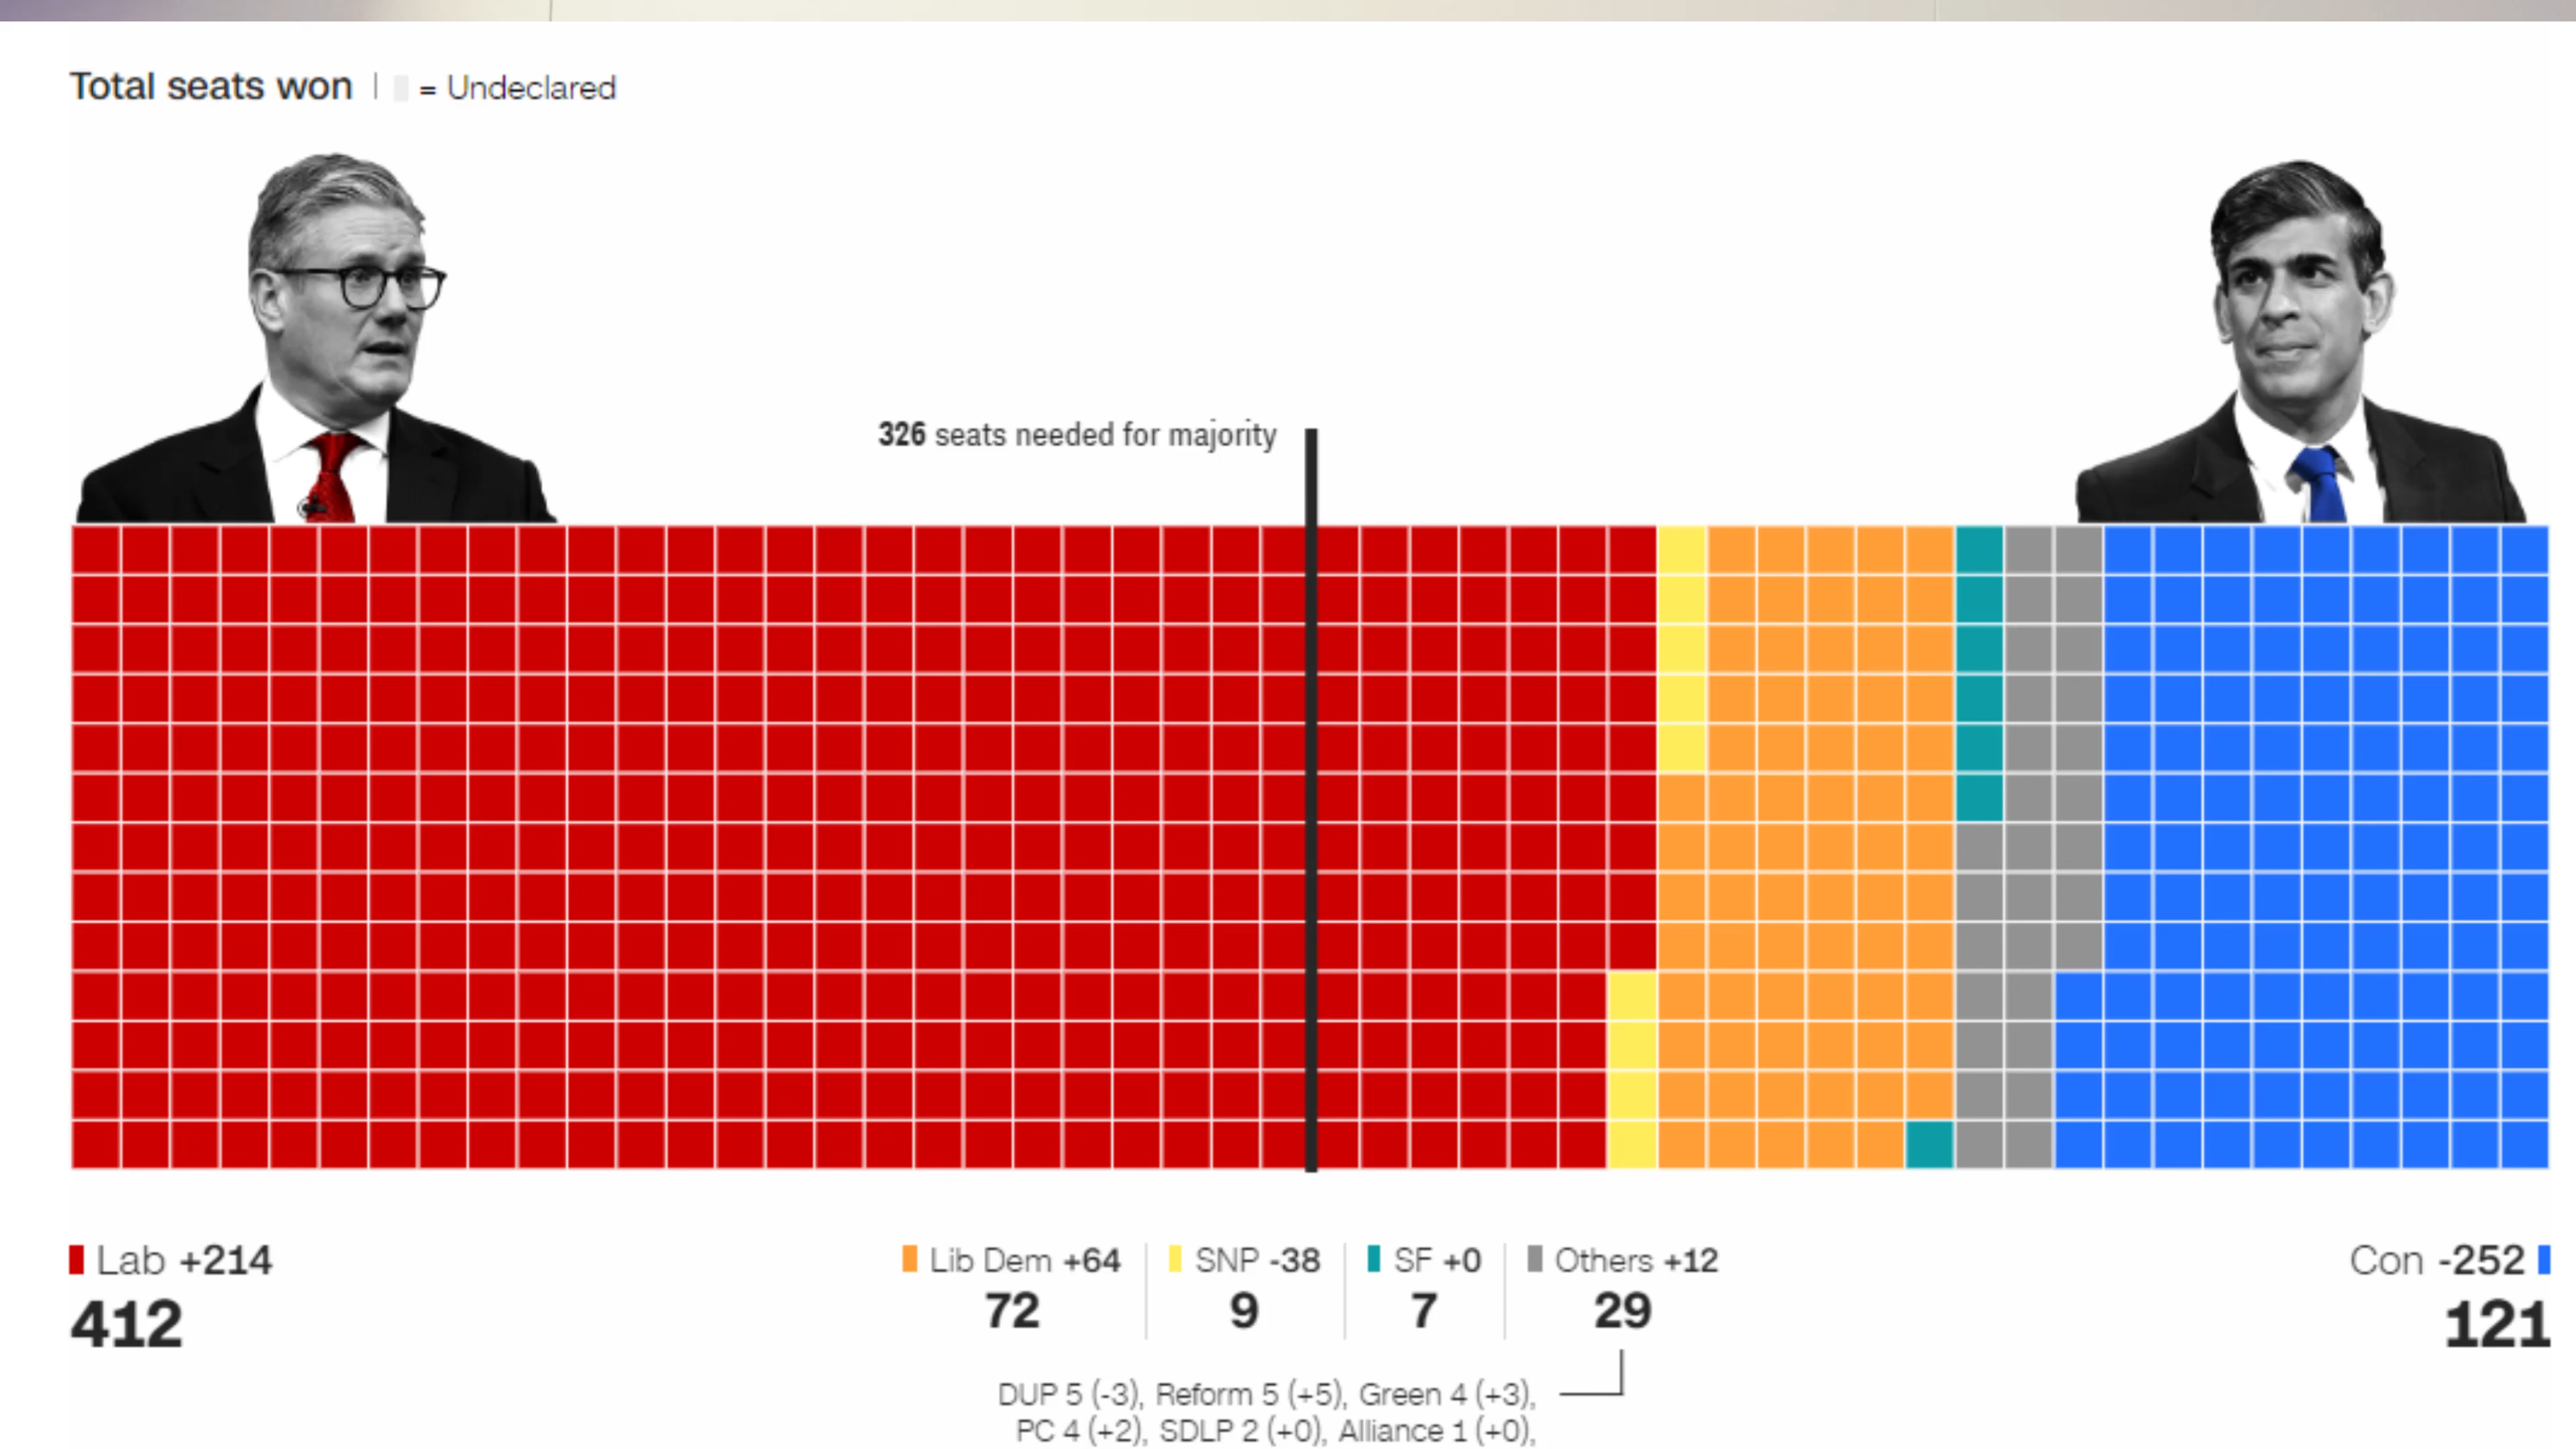 Total seats won | = Undeclared
326 seats needed for majority
Lab +214
412
Lib Dem +64
72
SNP -38
9
SF +0
7
Others +12
29
Con -252
121
DUP 5 (-3), Reform 5 (+5), Green 4 (+3),
PC 4 (+2), SDLP 2 (+0), Alliance 1 (+0),